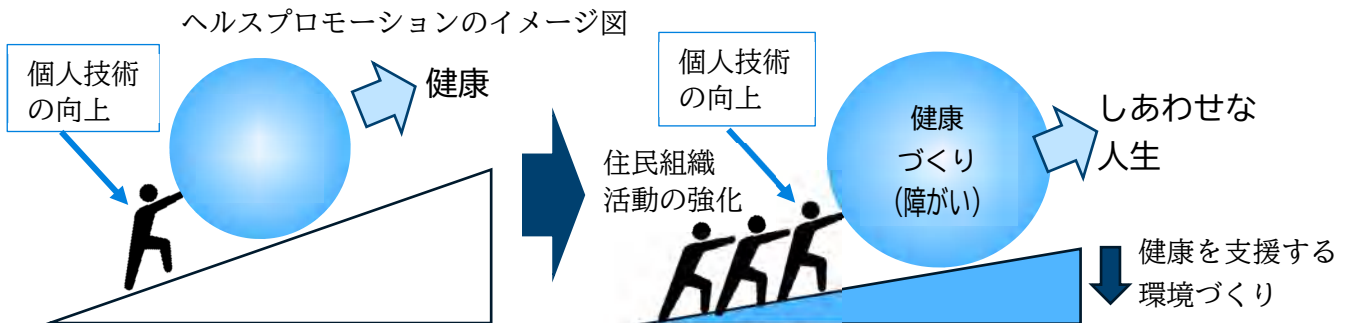 ヘルスプロモーションのイメージ図
個人技術
の向上
健康
個人技術
の向上
住民組織
活動の強化
健康
づくり
(障がい)
しあわせな
人生
健康を支援する
環境づくり